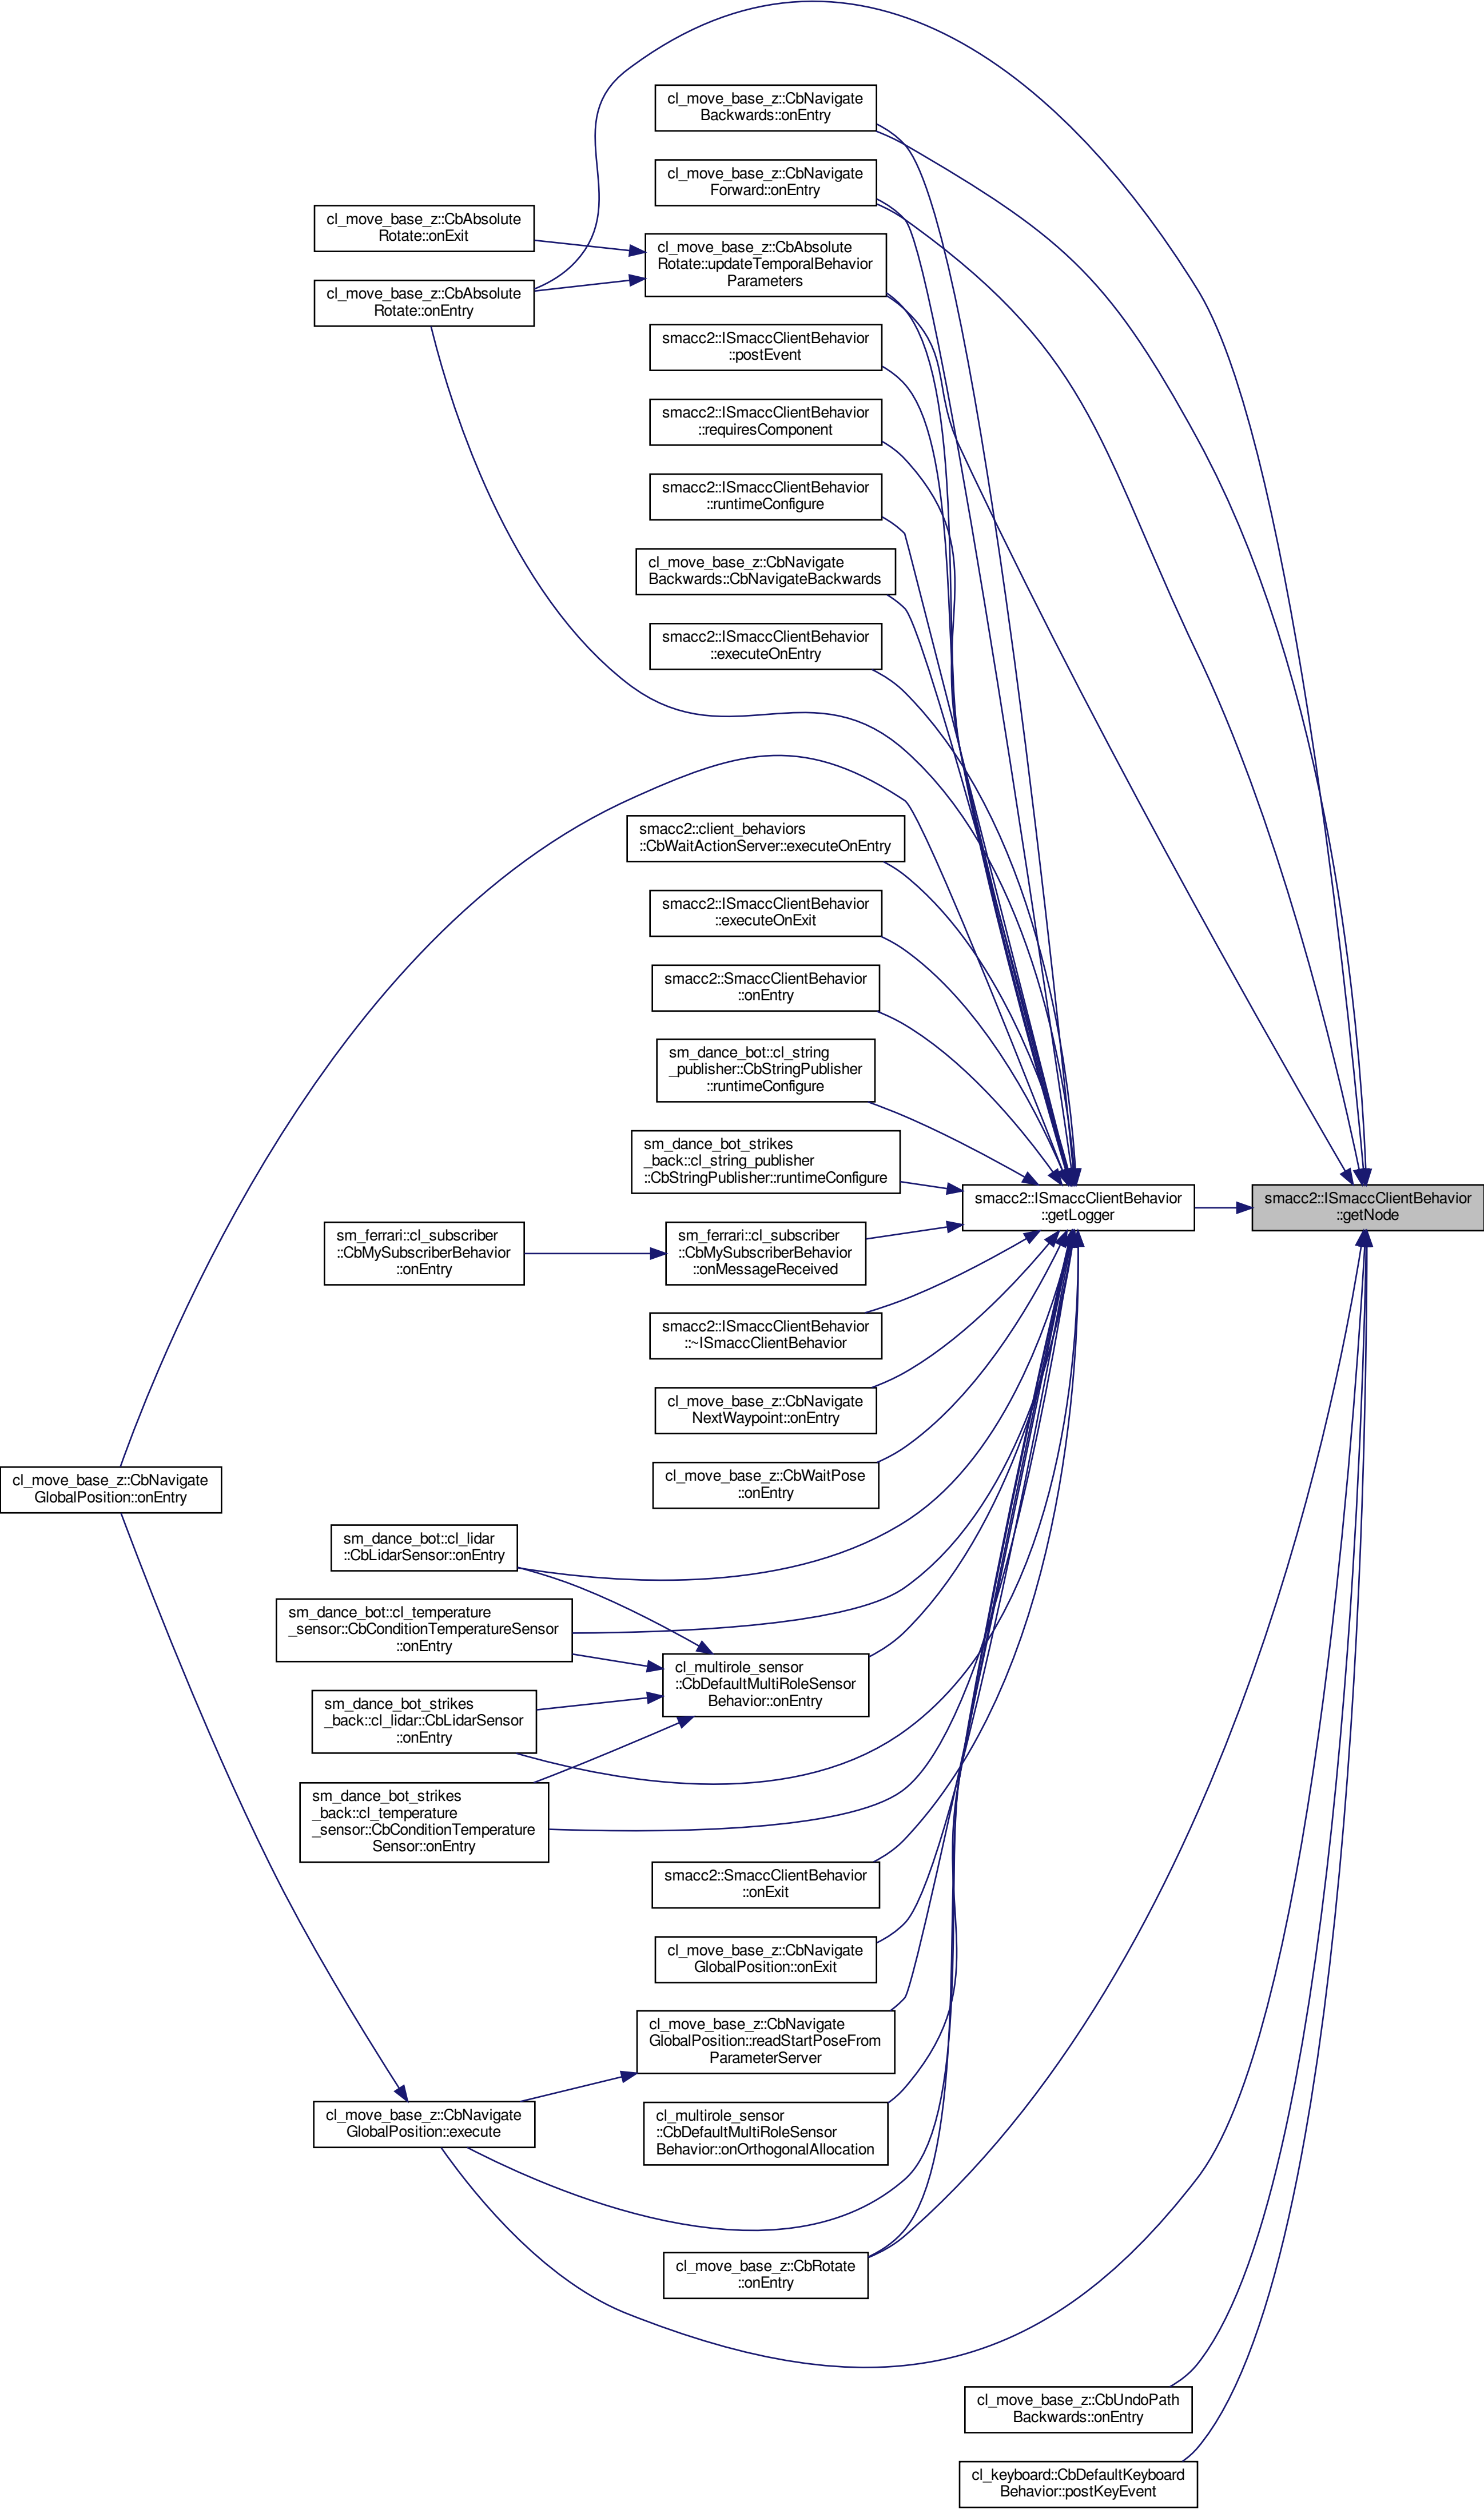 cl_move_base_z::CbNavigate
Backwards::onEntry
cl_move_base_z::CbNavigate
Forward::onEntry
cl_move_base_z::CbAbsolute
Rotate::onExit
cl_move_base_z::CbAbsolute
Rotate::updateTemporalBehavior
Parameters
cl_move_base_z::CbAbsolute
Rotate::onEntry
smacc2::ISmaccClientBehavior
::postEvent
smacc2::ISmaccClientBehavior
::requiresComponent
smacc2::ISmaccClientBehavior
::runtimeConfigure
cl_move_base_z::CbNavigate
Backwards::CbNavigateBackwards
smacc2::ISmaccClientBehavior
::executeOnEntry
smacc2::client_behaviors
::CbWaitActionServer::executeOnEntry
smacc2::ISmaccClientBehavior
::executeOnExit
smacc2::SmaccClientBehavior
::onEntry
sm_dance_bot::cl_string
_publisher::CbStringPublisher
::runtimeConfigure
sm_dance_bot_strikes
_back::cl_string_publisher
::CbStringPublisher::runtimeConfigure
smacc2::ISmaccClientBehavior
::getLogger
smacc2::ISmaccClientBehavior
::getNode
sm_ferrari::cl_subscriber
::CbMySubscriberBehavior
::onEntry
sm_ferrari::cl_subscriber
::CbMySubscriberBehavior
::onMessageReceived
smacc2::ISmaccClientBehavior
::~ISmaccClientBehavior
cl_move_base_z::CbNavigate
NextWaypoint::onEntry
cl_move_base_z::CbWaitPose
::onEntry
cl_move_base_z::CbNavigate
GlobalPosition::onEntry
sm_dance_bot::cl_lidar
::CbLidarSensor::onEntry
sm_dance_bot::cl_temperature
_sensor::CbConditionTemperatureSensor
::onEntry
cl_multirole_sensor
::CbDefaultMultiRoleSensor
Behavior::onEntry
sm_dance_bot_strikes
_back::cl_lidar::CbLidarSensor
::onEntry
sm_dance_bot_strikes
_back::cl_temperature
_sensor::CbConditionTemperature
Sensor::onEntry
smacc2::SmaccClientBehavior
::onExit
cl_move_base_z::CbNavigate
GlobalPosition::onExit
cl_move_base_z::CbNavigate
GlobalPosition::readStartPoseFrom
ParameterServer
cl_move_base_z::CbNavigate
GlobalPosition::execute
cl_multirole_sensor
::CbDefaultMultiRoleSensor
Behavior::onOrthogonalAllocation
cl_move_base_z::CbRotate
::onEntry
cl_move_base_z::CbUndoPath
Backwards::onEntry
cl_keyboard::CbDefaultKeyboard
Behavior::postKeyEvent